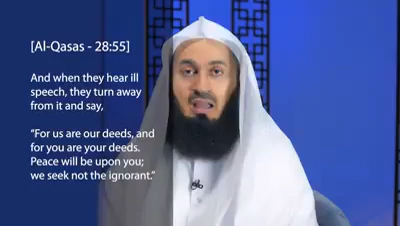 [Al-Qasas - 28:55]
And when they hear ill
speech, they turn away
from it and say,
“For us are our deeds, and
for you are your deeds.
Peace will be upon you;
we seek not the ignorant.”